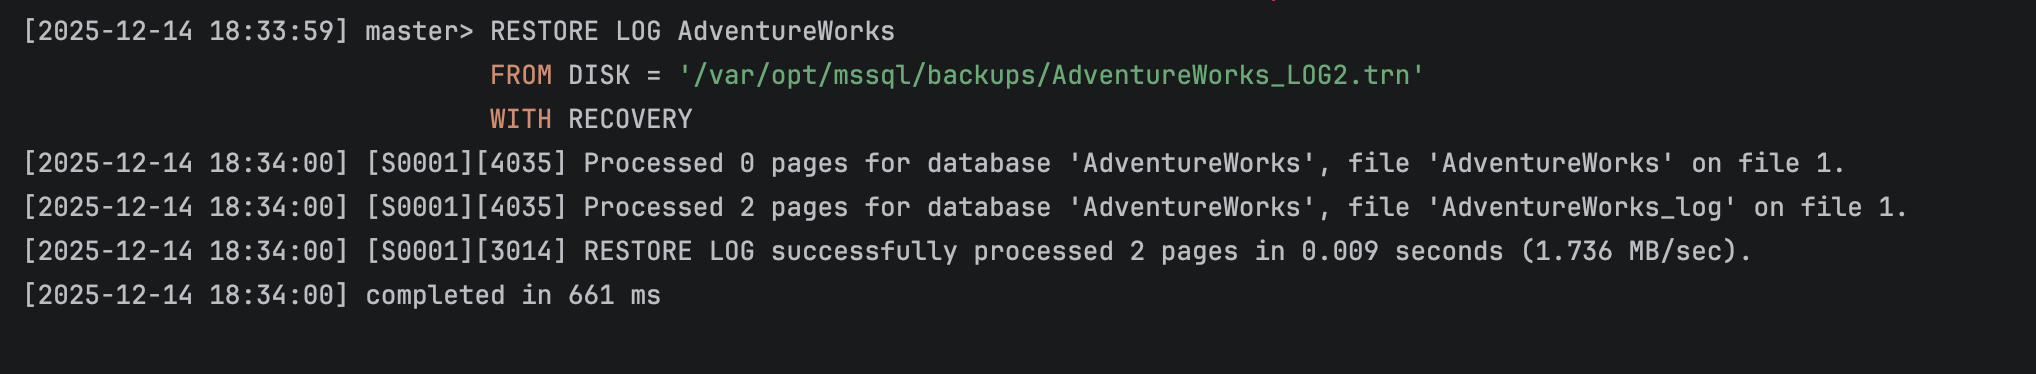 [2025-12-14 18:33:59] master> RESTORE LOG AdventureWorks
FROM DISK = '/var/opt/mssql/backups/AdventureWorks_LOG2.trn'
WITH RECOVERY
[2025-12-14 18:34:00] [S0001][4035] Processed 0 pages for database 'AdventureWorks', file 'AdventureWorks' on file 1.
[2025-12-14 18:34:00] [S0001][4035] Processed 2 pages for database 'AdventureWorks', file 'AdventureWorks_log' on file 1.
[2025-12-14 18:34:00] [S0001][3014] RESTORE LOG successfully processed 2 pages in 0.009 seconds (1.736 MB/sec).
[2025-12-14 18:34:00] completed in 661 ms